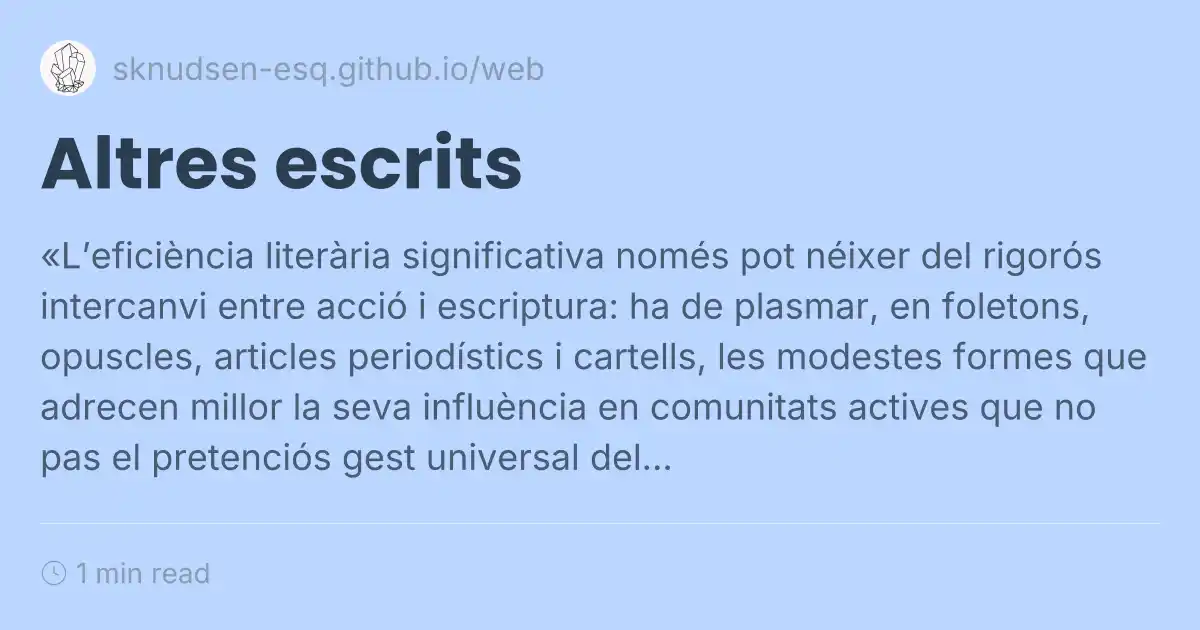 sknudsen-esq.github.io/web
Altres escrits
«L’eficiència literària significativa només pot néixer del rigorós
intercanvi entre acció i escriptura: ha de plasmar, en foletons,
opuscles, articles periodístics i cartells, les modestes formes que
adrecen millor la seva influència en comunitats actives que no
pas el pretenciós gest universal del...
1 min read